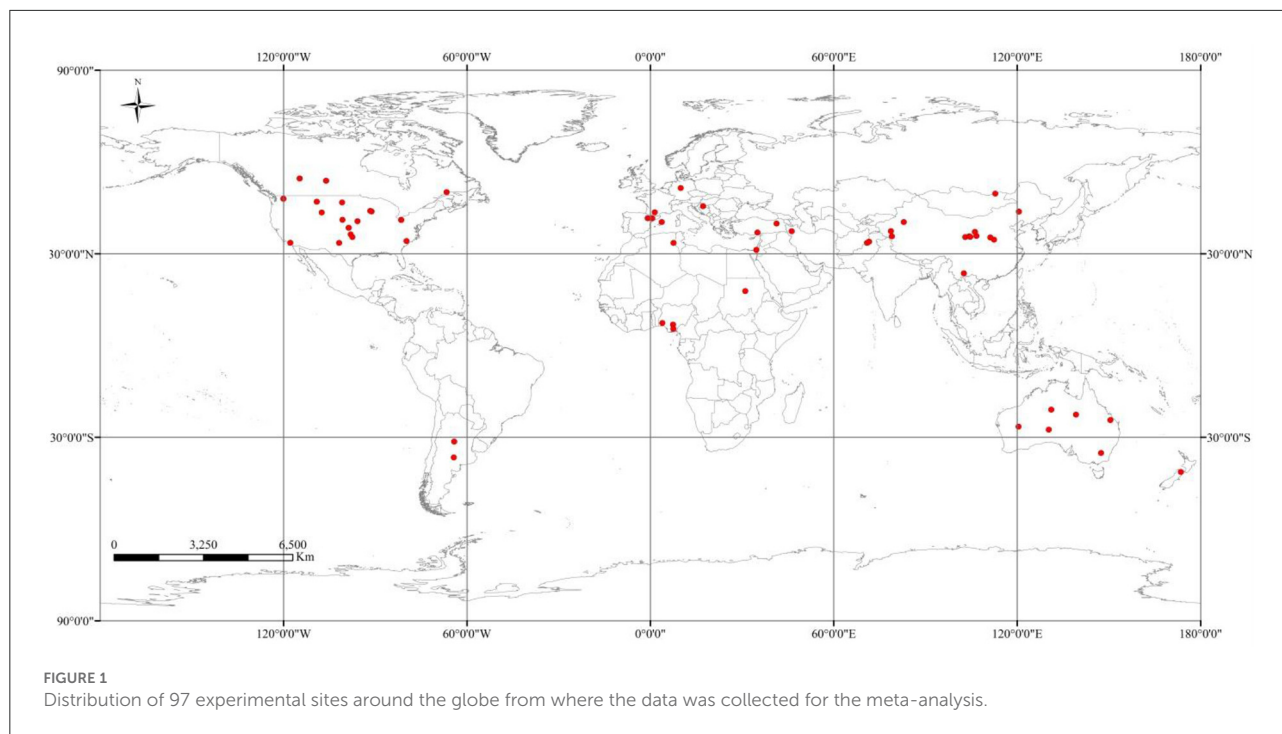 120°0'0"W 60°0'0"W 0°0'0" 60°0'0"E 120°0'0"E 180°0'0"
90°0'0" 90°0'0"
N
30°0'0"N 30°0'0"N
30°0'0"S 30°0'0"S
0 3,250 6,500
Km
90°0'0" 90°0'0"
120°0'0"W 60°0'0"W 0°0'0" 60°0'0"E 120°0'0"E 180°0'0"
FIGURE 1
Distribution of 97 experimental sites around the globe from where the data was collected for the meta-analysis.